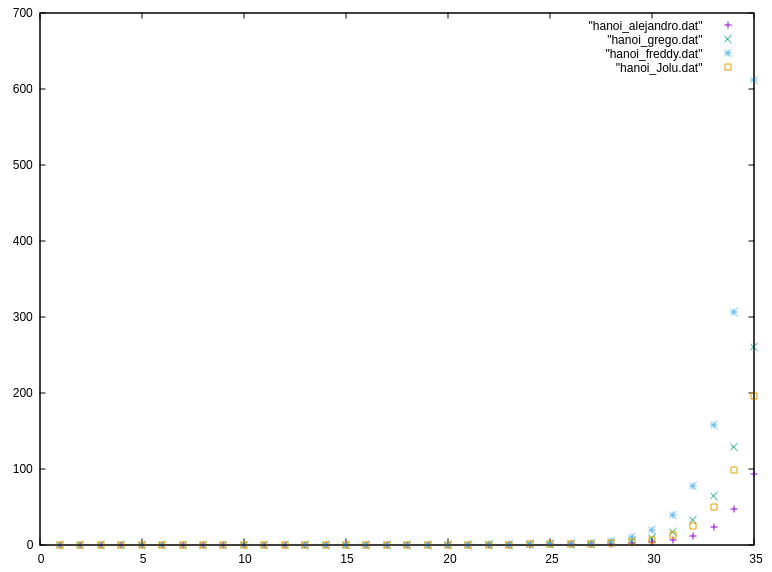 700
600
500
400
300
200
100
0
"hanoi_alejandro.dat"
"hanoi_grego.dat"
"hanoi_freddy.dat"
"hanoi_Jolu.dat"
0 5 10 15 20 25 30 35